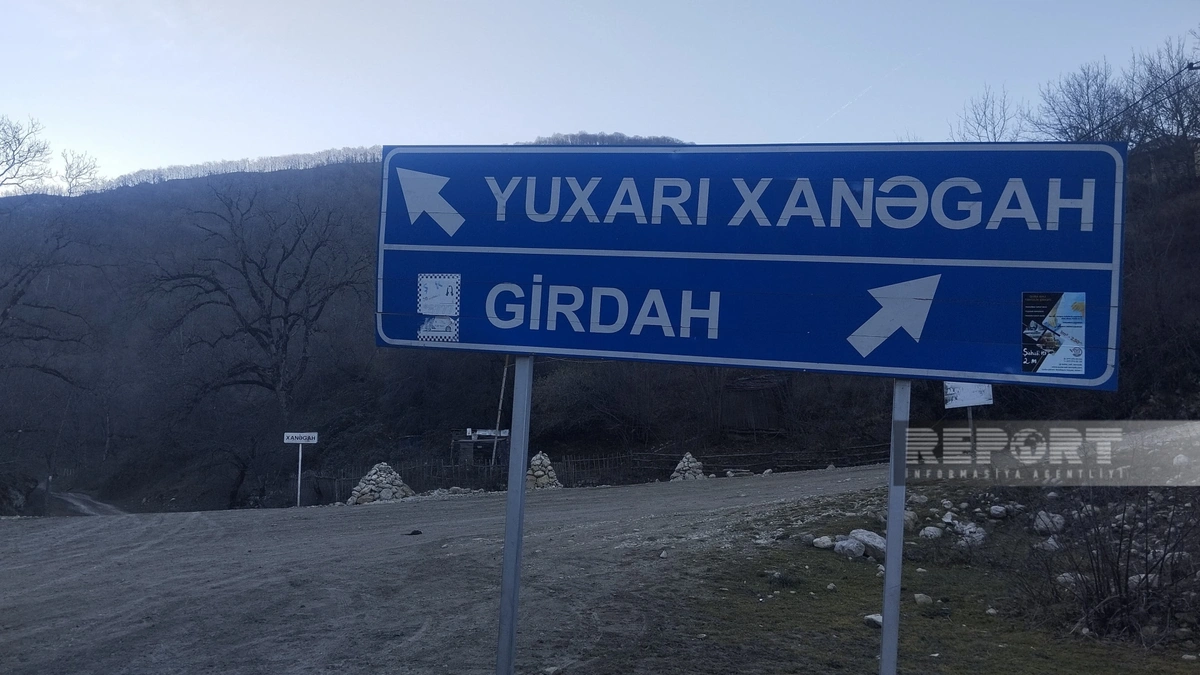 YUXARI XANƏGAH
GİRDAH
XANƏGAH
REPORT
İNFORMASİYA AGENTLİYİ